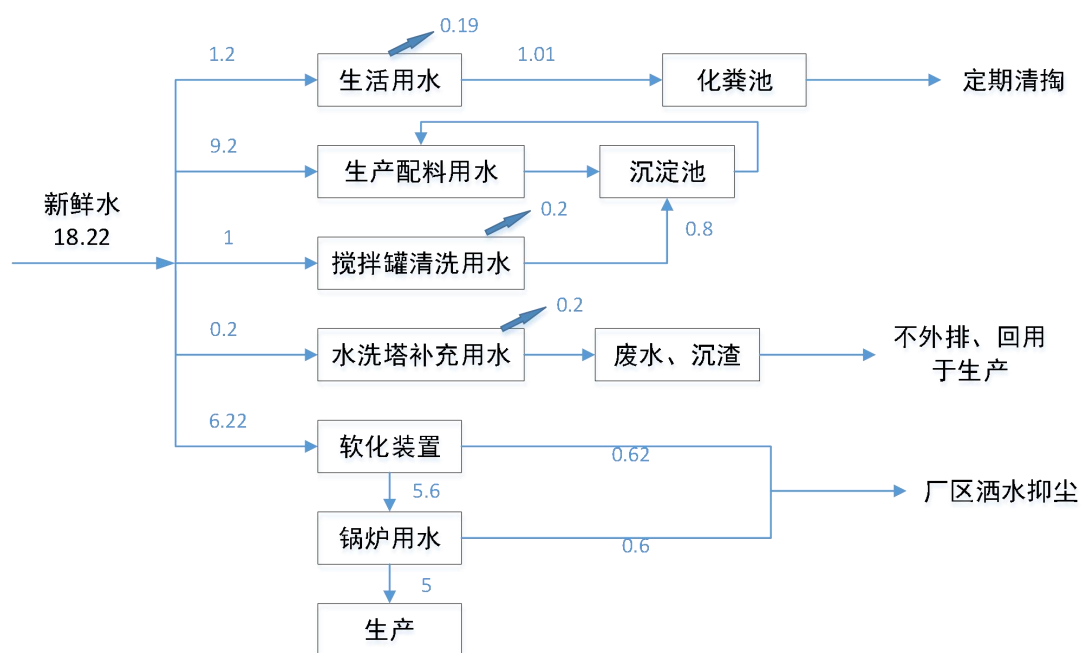 0.19
1.2
生活用水
1.01
化粪池
定期清掏
9.2
生产配料用水
沉淀池
新鲜水
18.22
1
搅拌罐清洗用水
0.2
0.8
0.2
水洗塔补充用水
0.2
废水、沉渣
不外排、回用
于生产
6.22
软化装置
0.62
5.6
厂区洒水抑尘
锅炉用水
0.6
5
生产